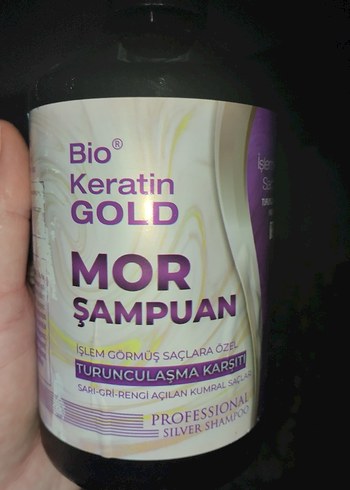 Bio®
Keratin
GOLD
MOR
ŞAMPUAN
İŞLEM GÖRMÜŞ SAÇLARA ÖZEL
TURUNCULAŞMA KARŞITI
SARI-GRİ-RENGİ AÇILAN KUMRAL
PROFESSIONAL
SILVER SHAMPOO